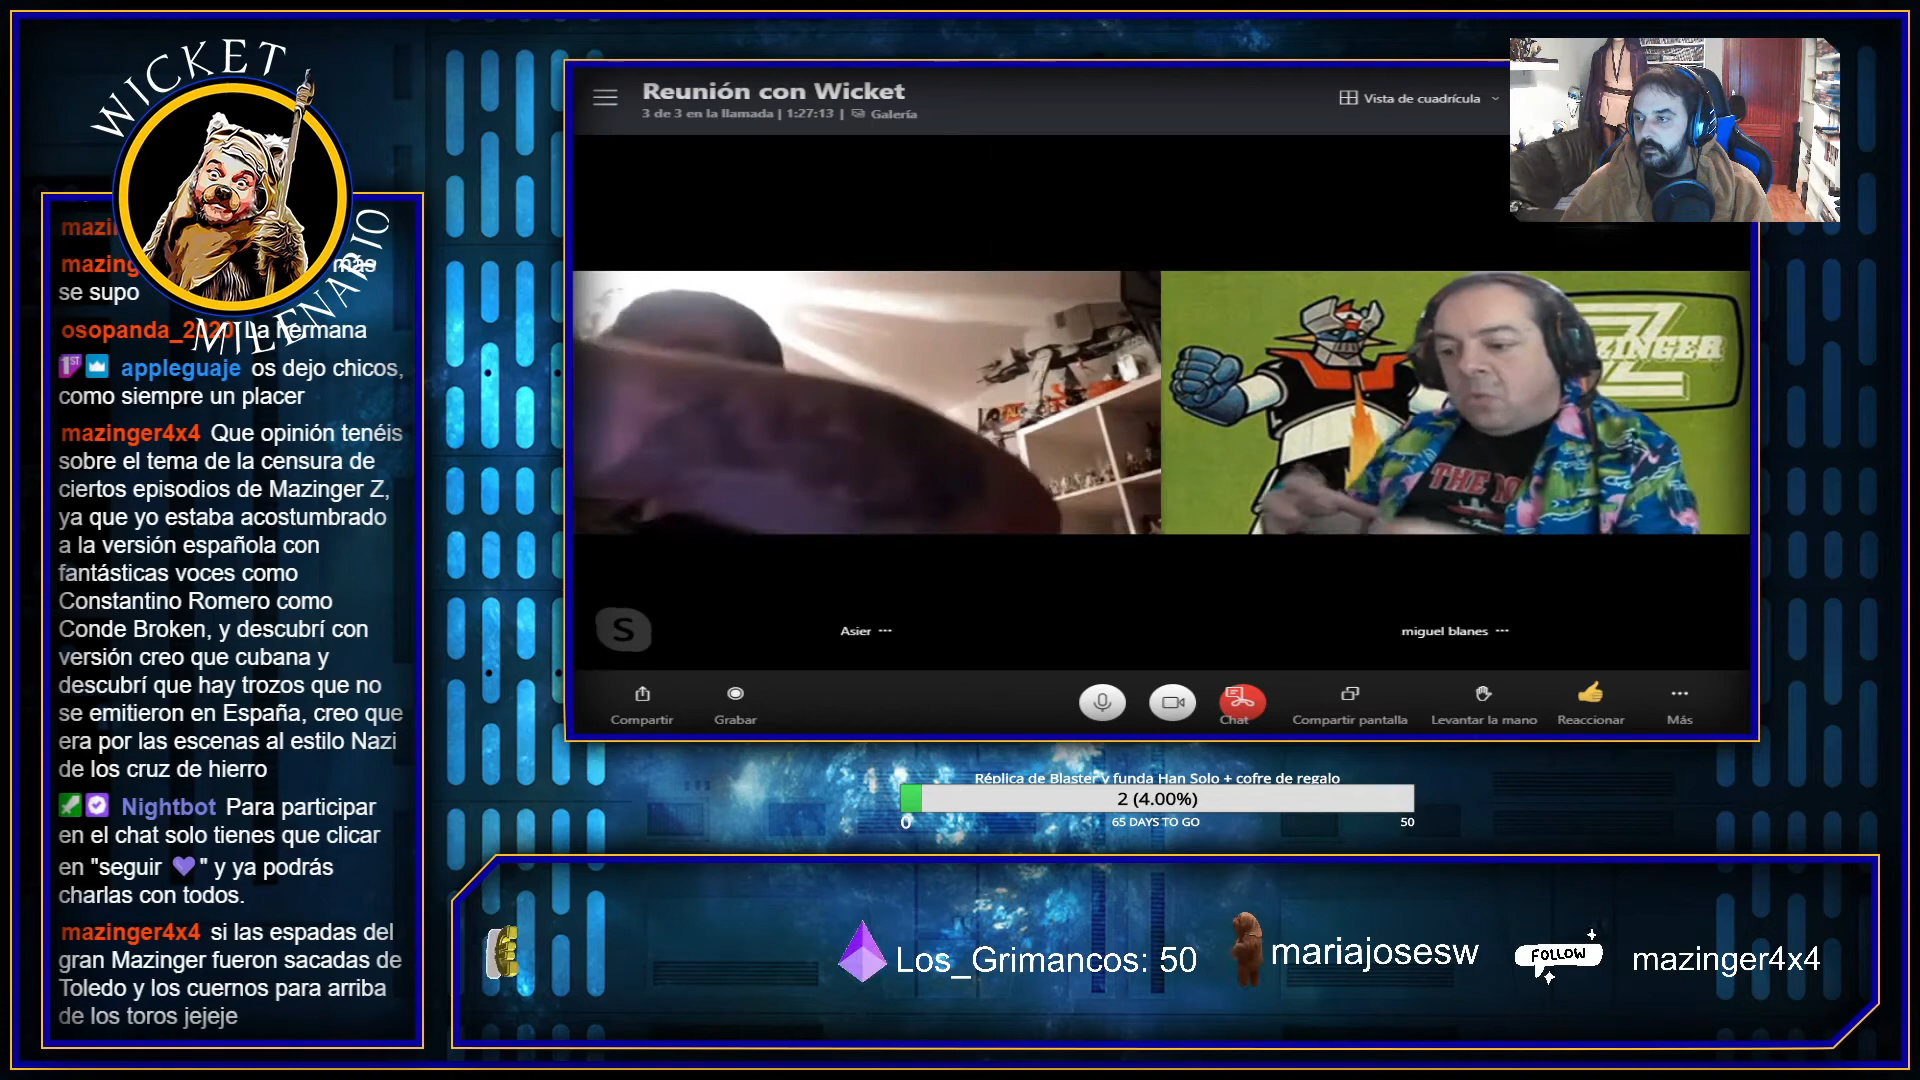 WICKET
MILENARIO
mazin
mazing
más
se supo
osopanda_2020 La hermana
1ST appleguaje os dejo chicos,
como siempre un placer
mazinger4x4 Que opinión tenéis
sobre el tema de la censura de
ciertos episodios de Mazinger Z,
ya que yo estaba acostumbrado
a la versión española con
fantásticas voces como
Constantino Romero como
Conde Broken, y descubrí con
versión creo que cubana y
descubrí que hay trozos que no
se emitieron en España, creo que
era por las escenas al estilo Nazi
de los cruz de hierro
Nightbot Para participar
en el chat solo tienes que clicar
en "seguir 💜" y ya podrás
charlas con todos.
mazinger4x4 si las espadas del
gran Mazinger fueron sacadas de
Toledo y los cuernos para arriba
de los toros jejeje
Reunión con Wicket
3 de 3 en la llamada | 1:27:13 | Galería
Vista de cuadrícula
Z
ZINGER
THE
S
Asier ···
miguel blanes ···
Compartir
Grabar
Chat
Compartir pantalla
Levantar la mano
Reaccionar
Más
Réplica de Blaster y funda Han Solo + cofre de regalo
2 (4.00%)
0
65 DAYS TO GO
50
Los_Grimancos: 50
mariajosesw
FOLLOW
mazinger4x4